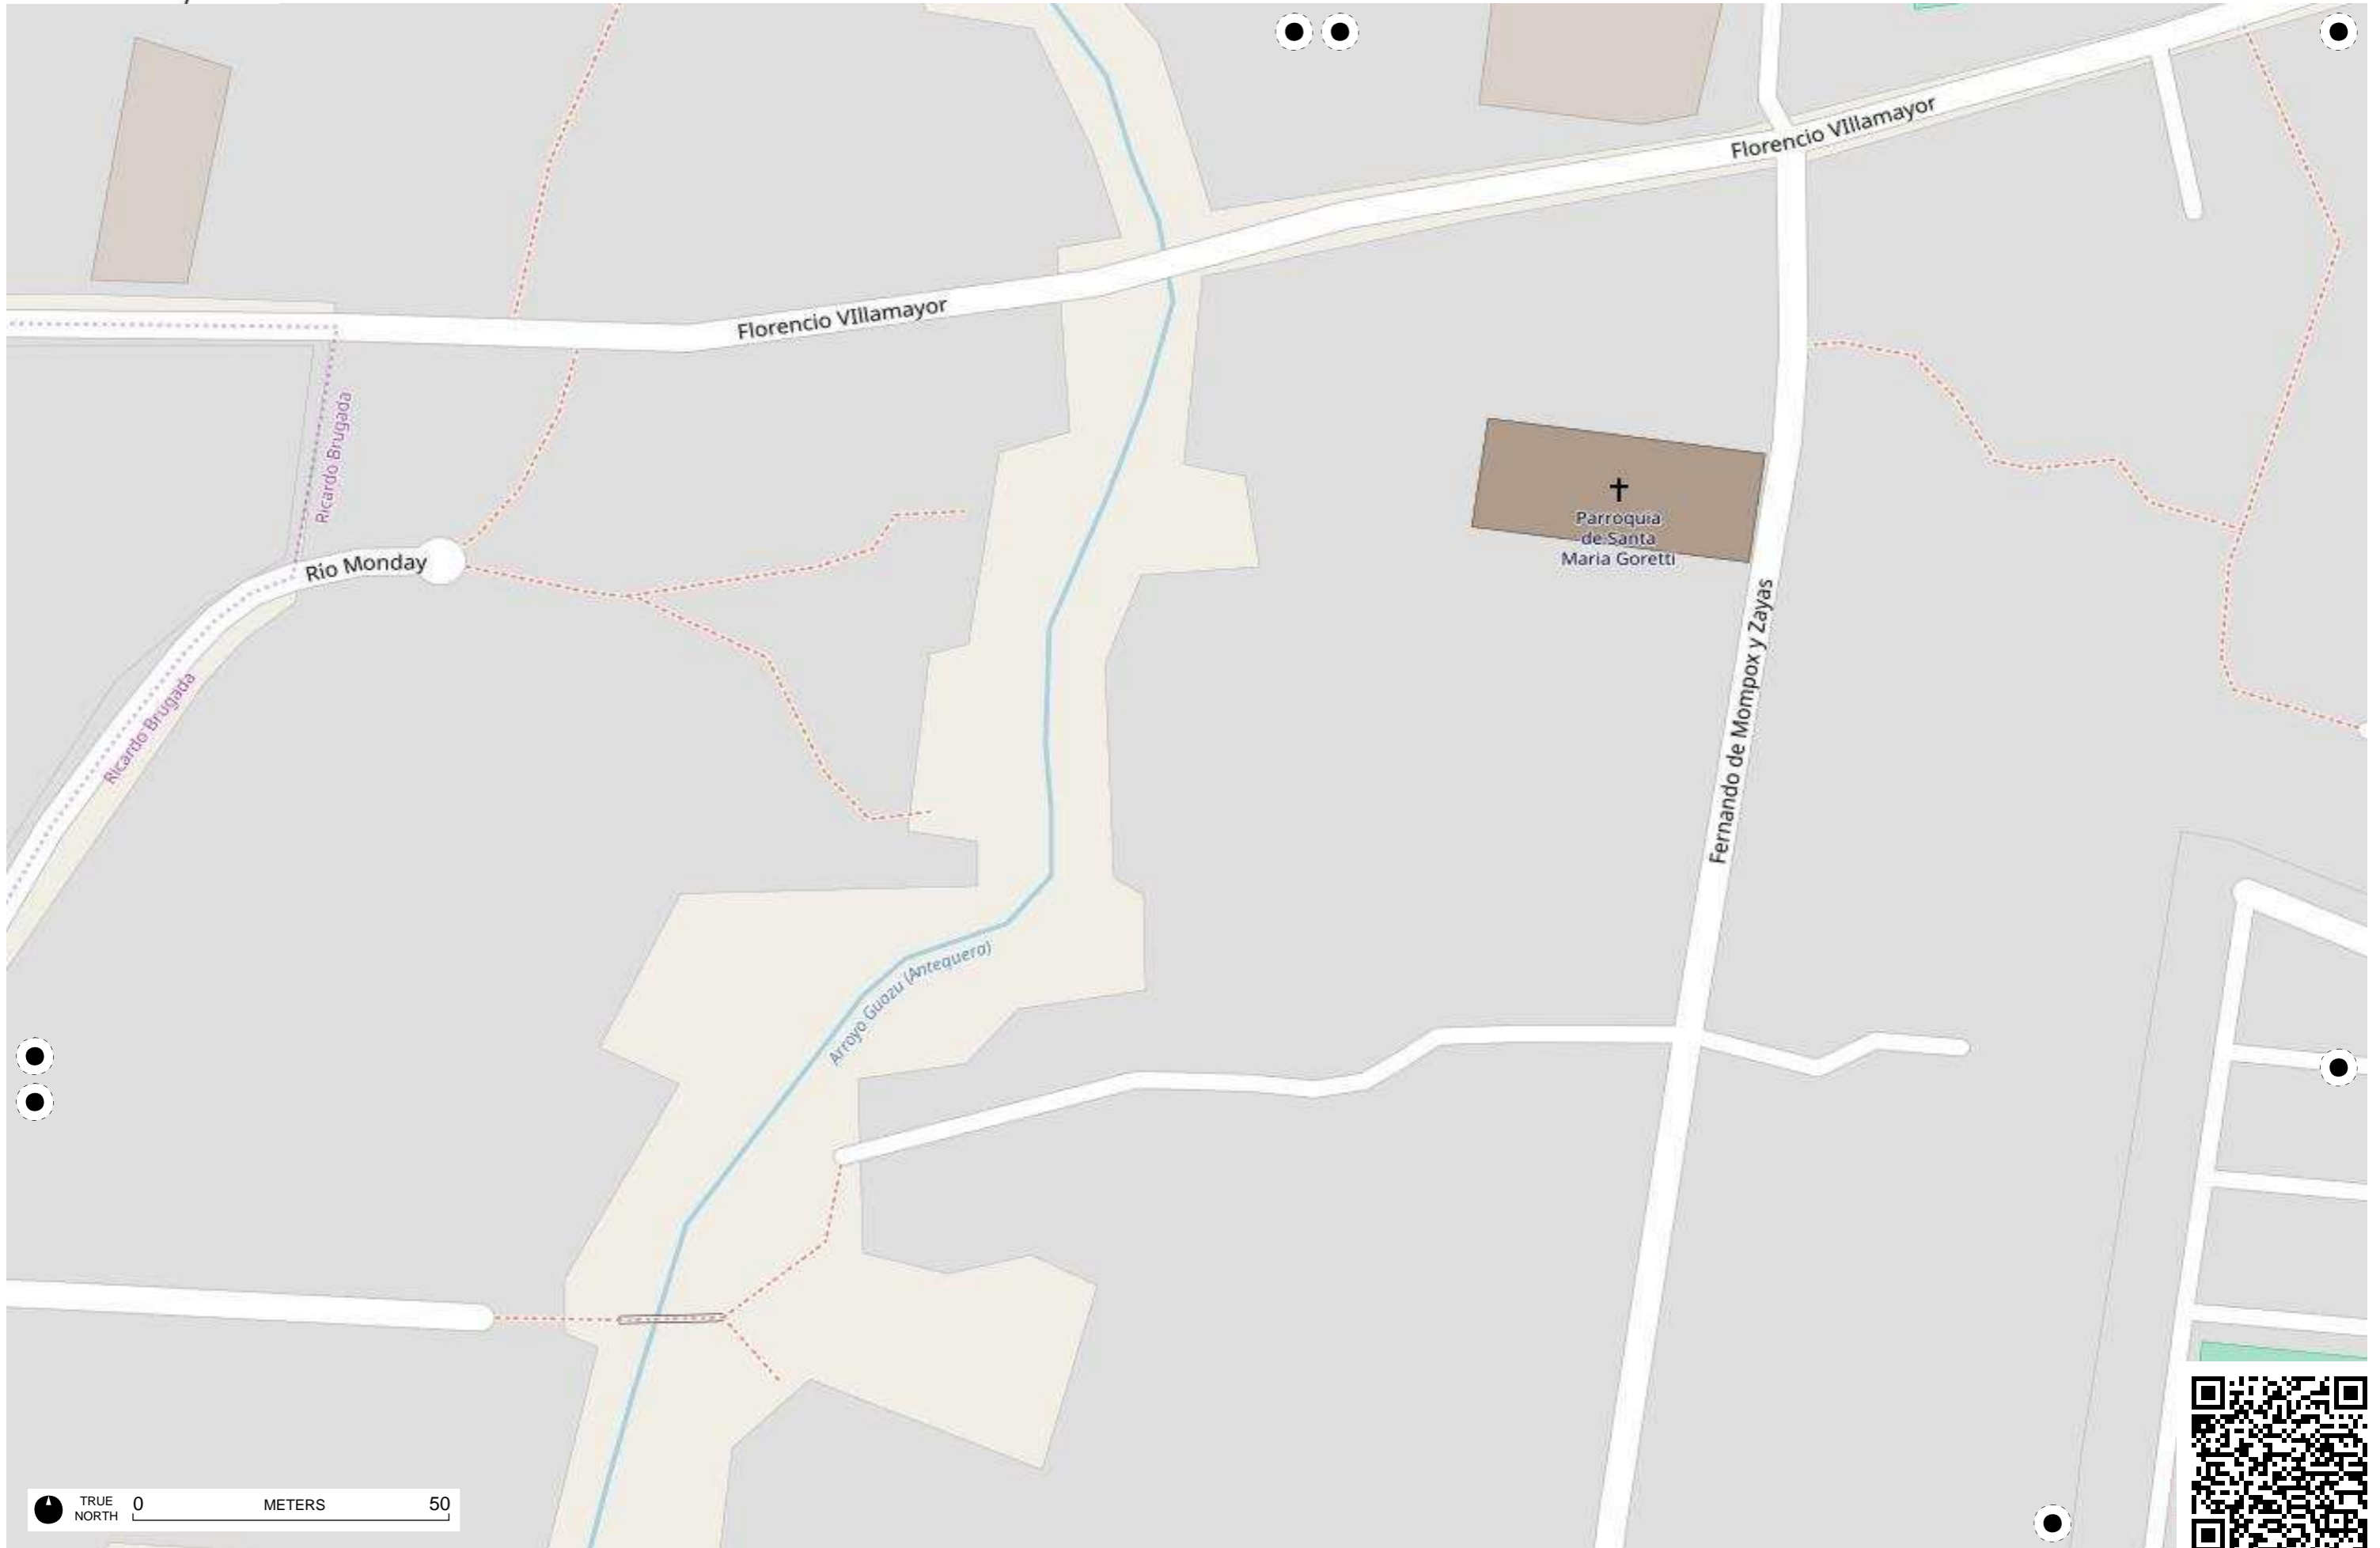 Florencio VIllamayor
Florencio VIllamayor
Ricardo Brugada
Parroquia
de Santa
Maria Goretti
Rio Monday
Fernando de Mompox y Zayas
Ricardo Brugada
Arroyo Guazu (Antequera)
TRUE
NORTH
0 METERS 50